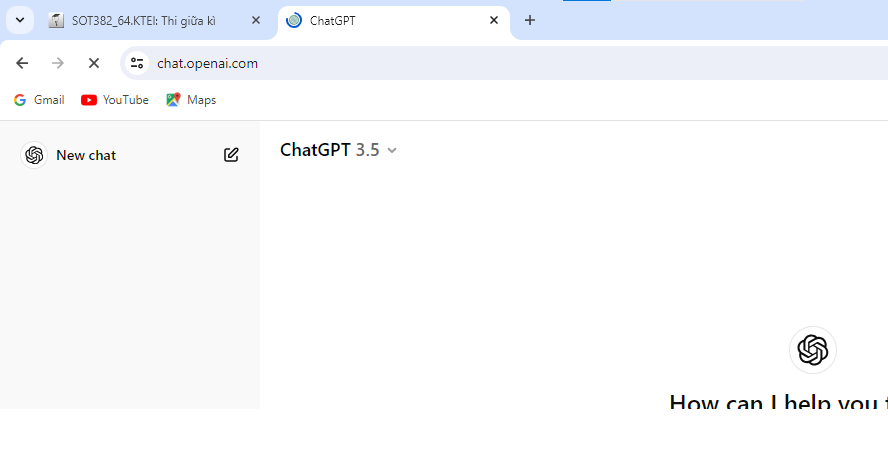 SOT382_64.KTEI: Thi giữa kì
ChatGPT
chat.openai.com
Gmail
YouTube
Maps
New chat
ChatGPT 3.5
How can I help you